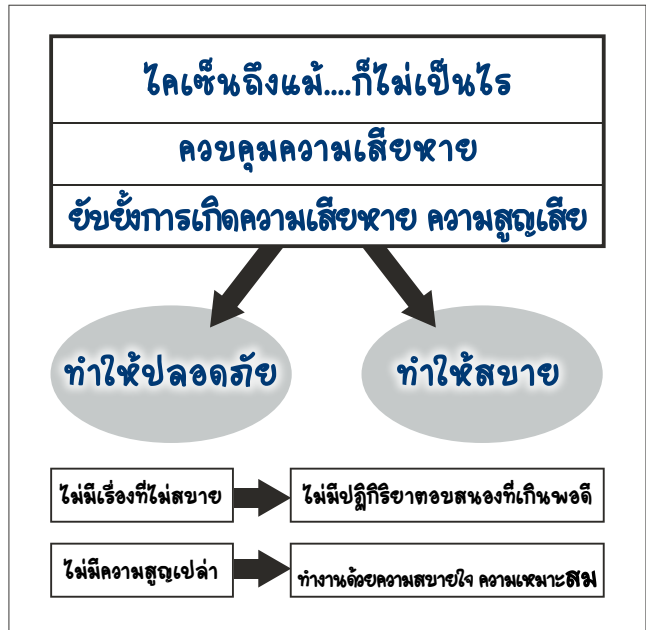 ไคเซ็นถึงแม้....ก็ไม่เป็นไร
ควบคุมความเสียหาย
ยับยั้งการเกิดความเสียหาย ความสูญเสีย
ทำให้ปลอดภัย
ทำให้สบาย
ไม่มีเรื่องที่ไม่สบาย
ไม่มีปฏิกิริยาตอบสนองที่เกินพอดี
ไม่มีความสูญเปล่า
ทำงานด้วยความสบายใจ ความเหมาะสม